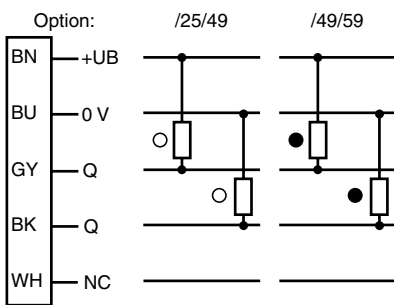 Option: /25/49 /49/59
BN +UB
BU 0 V
GY Q
BK Q
WH NC